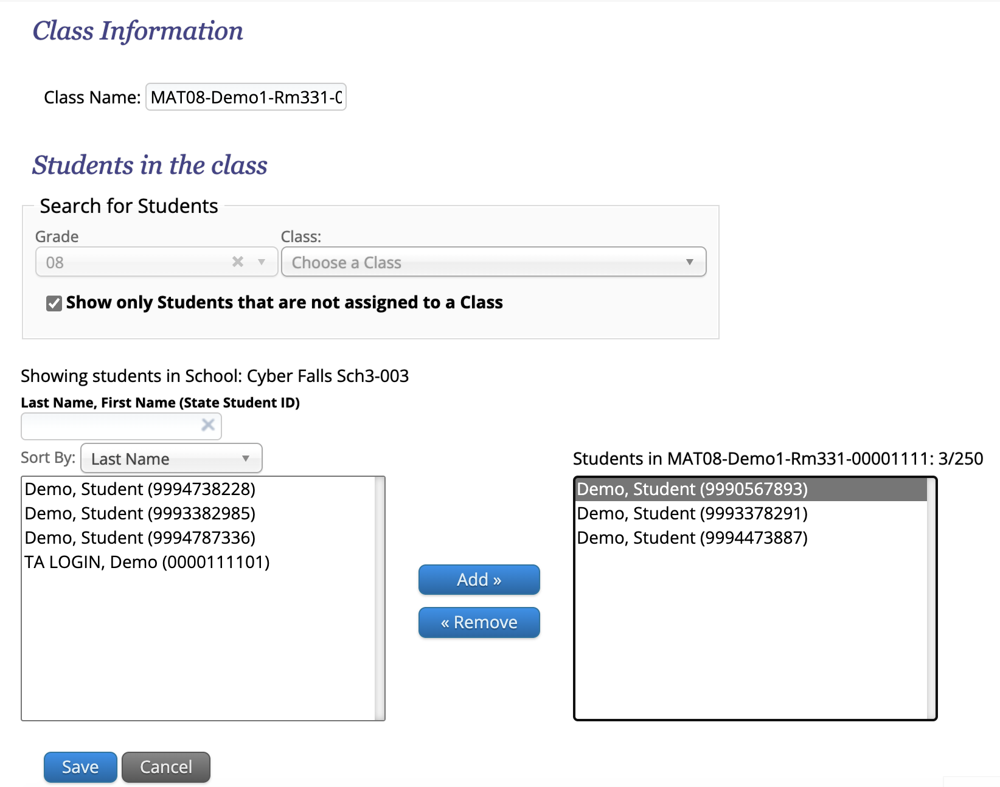 Class Information
Class Name: MAT08-Demo1-Rm331-0
Students in the class
Search for Students
Grade Class:
08 Choose a Class
Show only Students that are not assigned to a Class
Showing students in School: Cyber Falls Sch3-003
Last Name, First Name (State Student ID)
Sort By: Last Name
Demo, Student (9994738228)
Demo, Student (9993382985)
Demo, Student (9994787336)
TA LOGIN, Demo (0000111101)
Add »
« Remove
Students in MAT08-Demo1-Rm331-00001111: 3/250
Demo, Student (9990567893)
Demo, Student (9993378291)
Demo, Student (9994473887)
Save Cancel